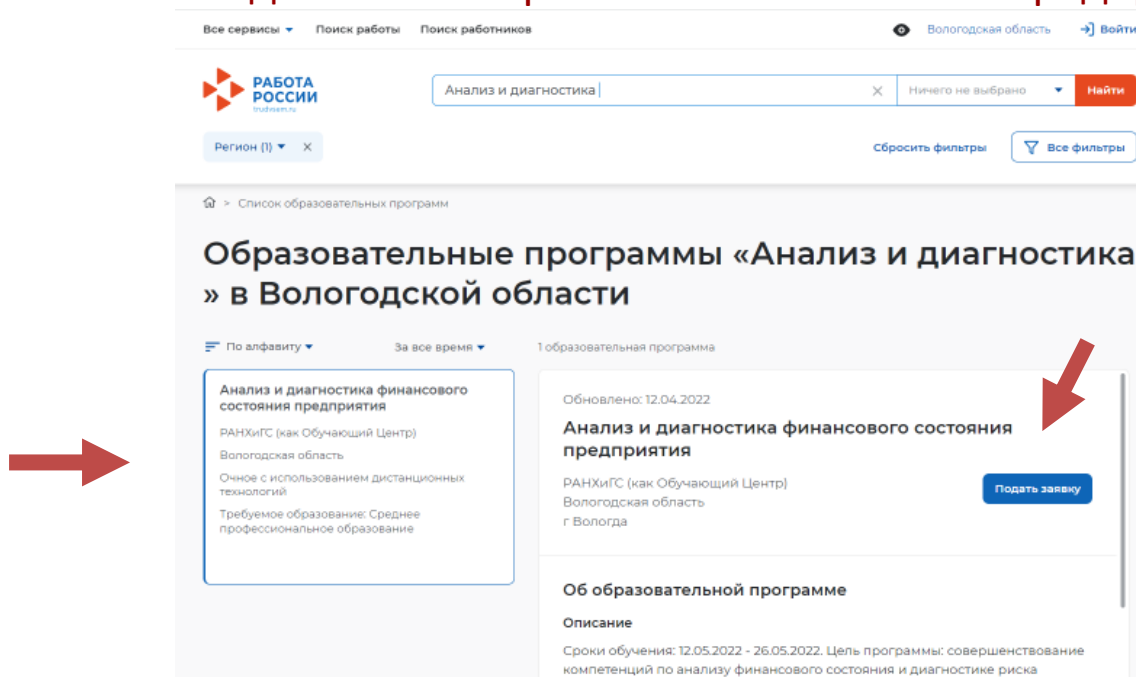 Все сервисы Поиск работы Поиск работников Вологодская область Войти
РАБОТА
РОССИИ
trudvsem.ru
Анализ и диагностика Ничего не выбрано Найти
Регион (1) Сбросить фильтры Все фильтры
> Список образовательных программ
Образовательные программы «Анализ и диагностика
» в Вологодской области
По алфавиту За все время 1 образовательная программа
Анализ и диагностика финансового
состояния предприятия
РАНХиГС (как Обучающий Центр)
Вологодская область
Очное с использованием дистанционных
технологий
Требуемое образование: Среднее
профессиональное образование
Обновлено: 12.04.2022
Анализ и диагностика финансового состояния
предприятия
РАНХиГС (как Обучающий Центр)
Вологодская область
г Вологда
Подать заявку
Об образовательной программе
Описание
Сроки обучения: 12.05.2022 - 26.05.2022. Цель программы: совершенствование
компетенций по анализу финансового состояния и диагностике риска